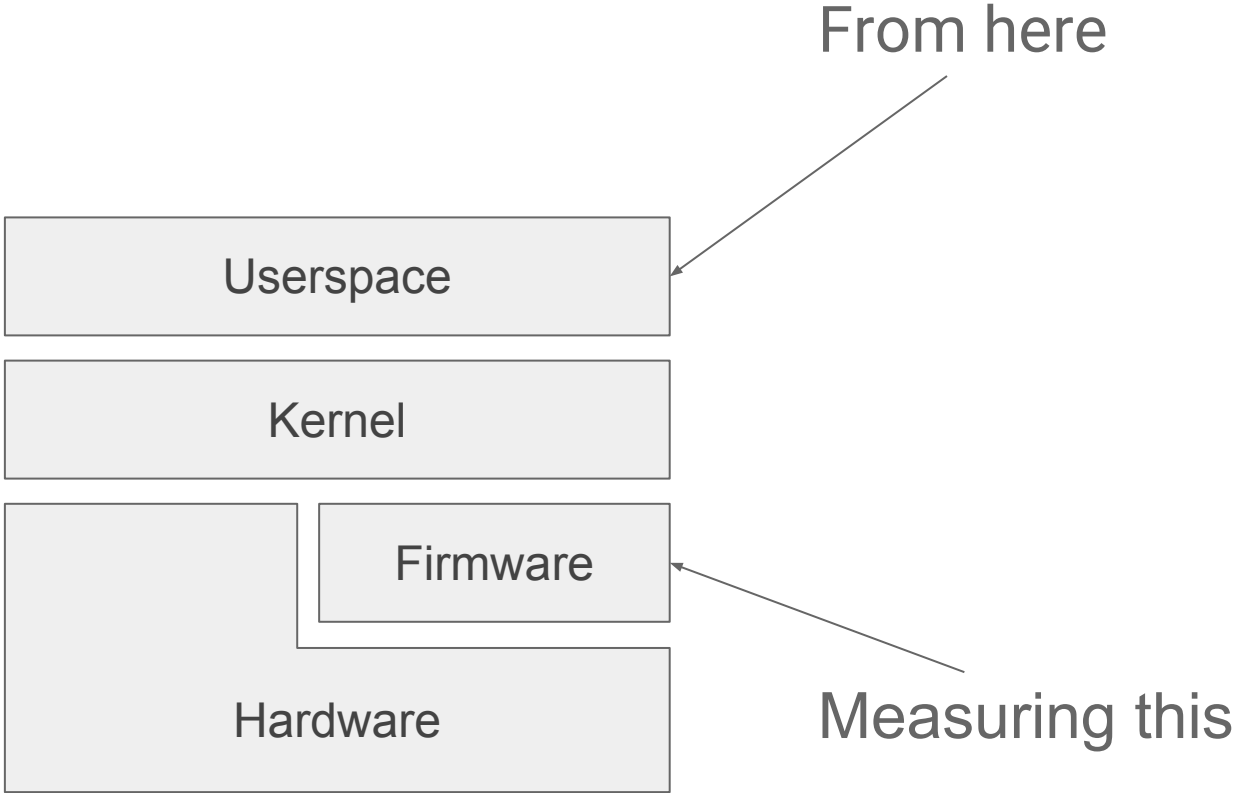 From here
Userspace
Kernel
Firmware
Hardware
Measuring this